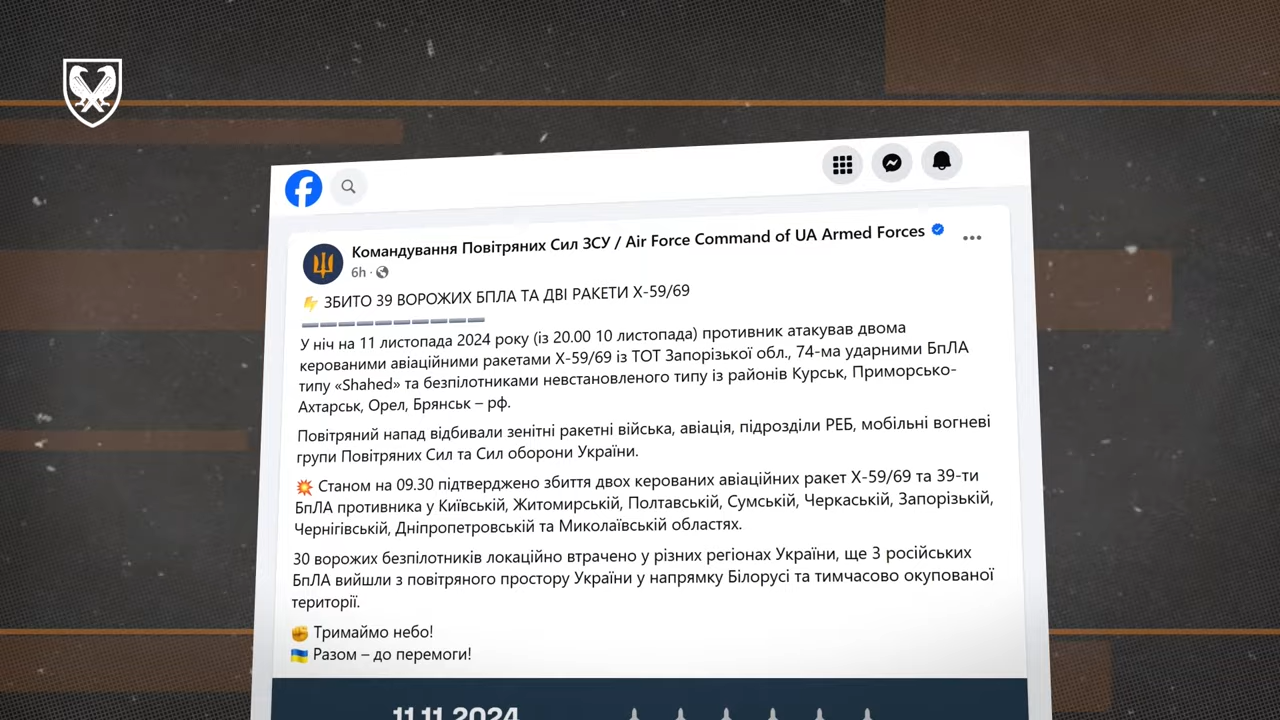 Командування Повітряних Сил ЗСУ / Air Force Command of UA Armed Forces
6h ·
ЗБИТО 39 ВОРОЖИХ БПЛА ТА ДВІ РАКЕТИ Х-59/69
У ніч на 11 листопада 2024 року (із 20.00 10 листопада) противник атакував двома
керованими авіаційними ракетами Х-59/69 із ТОТ Запорізької обл., 74-ма ударними БпЛА
типу «Shahed» та безпілотниками невстановленого типу із районів Курськ, Приморсько-
Ахтарськ, Орел, Брянськ – рф.
Повітряний напад відбивали зенітні ракетні війська, авіація, підрозділи РЕБ, мобільні вогневі
групи Повітряних Сил та Сил оборони України.
Станом на 09.30 підтверджено збиття двох керованих авіаційних ракет Х-59/69 та 39-ти
БпЛА противника у Київській, Житомирській, Полтавській, Сумській, Черкаській, Запорізькій,
Чернігівській, Дніпропетровській та Миколаївській областях.
30 ворожих безпілотників локаційно втрачено у різних регіонах України, ще 3 російських
БпЛА вийшли з повітряного простору України у напрямку Білорусі та тимчасово окупованої
території.
Тримаймо небо!
Разом – до перемоги!
11.11.2024